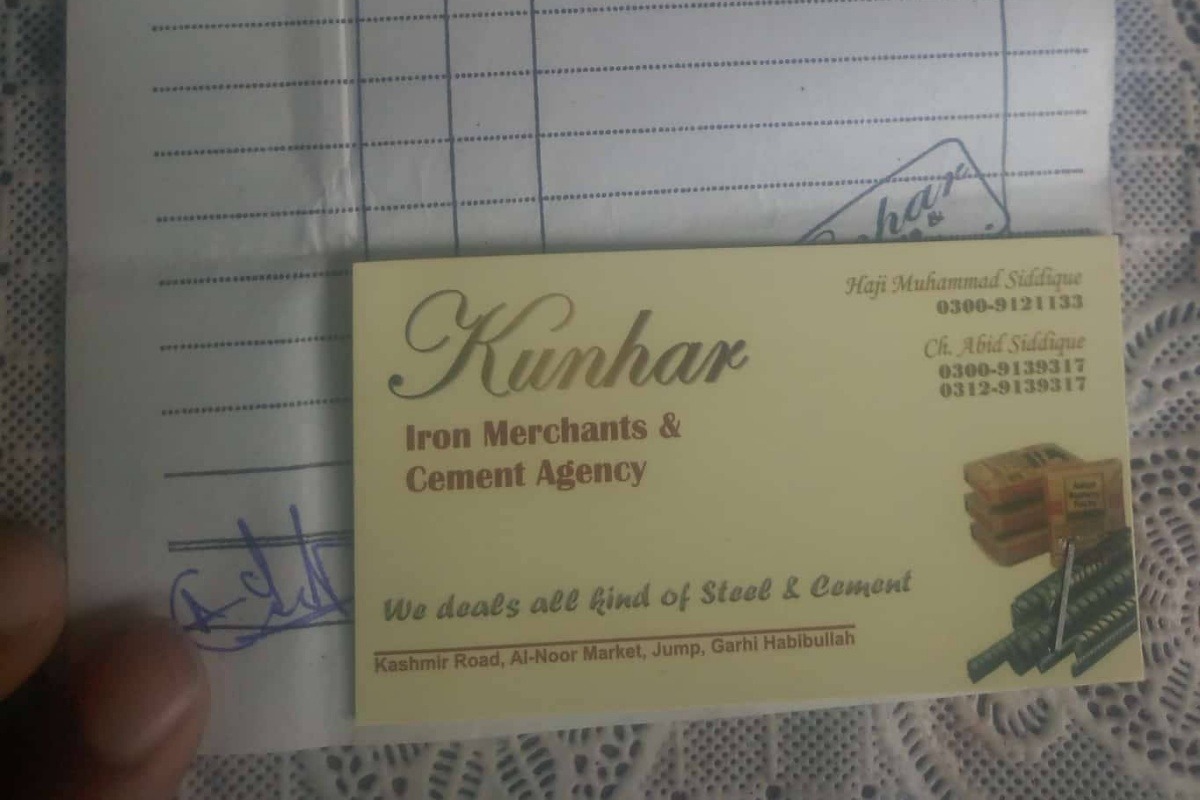 har
&
Kunhar
Iron Merchants &
Cement Agency
Haji Muhammad Siddique
0300-9121133
Ch. Abid Siddique
0300-9139317
0312-9139317
We deals all kind of Steel & Cement
Kashmir Road, Al-Noor Market, Jump, Garhi Habibullah